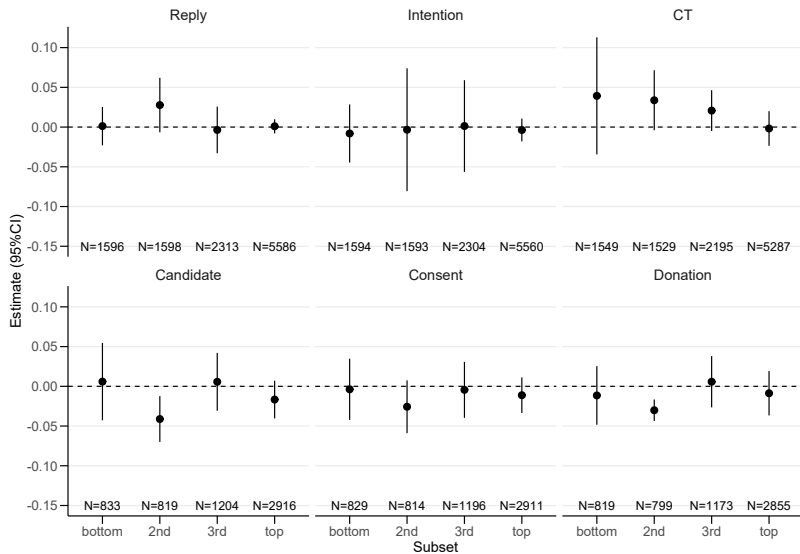 Reply Intention CT
0.10
0.05
0.00
-0.05
-0.10
-0.15
N=1596 N=1598 N=2313 N=5586 N=1594 N=1593 N=2304 N=5560 N=1549 N=1529 N=2195 N=5287
Estimate (95%CI)
Candidate Consent Donation
0.10
0.05
0.00
-0.05
-0.10
-0.15
N=833 N=819 N=1204 N=2916 N=829 N=814 N=1196 N=2911 N=819 N=799 N=1173 N=2855
bottom 2nd 3rd top bottom 2nd 3rd top bottom 2nd 3rd top
Subset